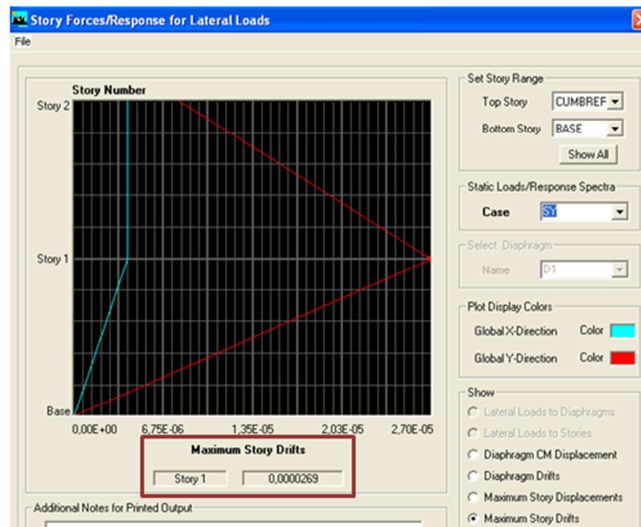 Story Forces/Response for Lateral Loads
File
Story Number
Story 2
Story 1
Base
0,00E+00 6,75E-06 1,35E-05 2,03E-05 2,70E-05
Maximum Story Drifts
Story 1 0,0000269
Additional Notes for Printed Output
Set Story Range
Top Story CUMBREF
Bottom Story BASE
Show All
Static Loads/Response Spectra
Case SY
Select Diaphragm
Name D1
Plot Display Colors
Global X-Direction Color
Global Y-Direction Color
Show
Lateral Loads to Diaphragms
Lateral Loads to Stories
Diaphragm CM Displacement
Diaphragm Drifts
Maximum Story Displacements
Maximum Story Drifts